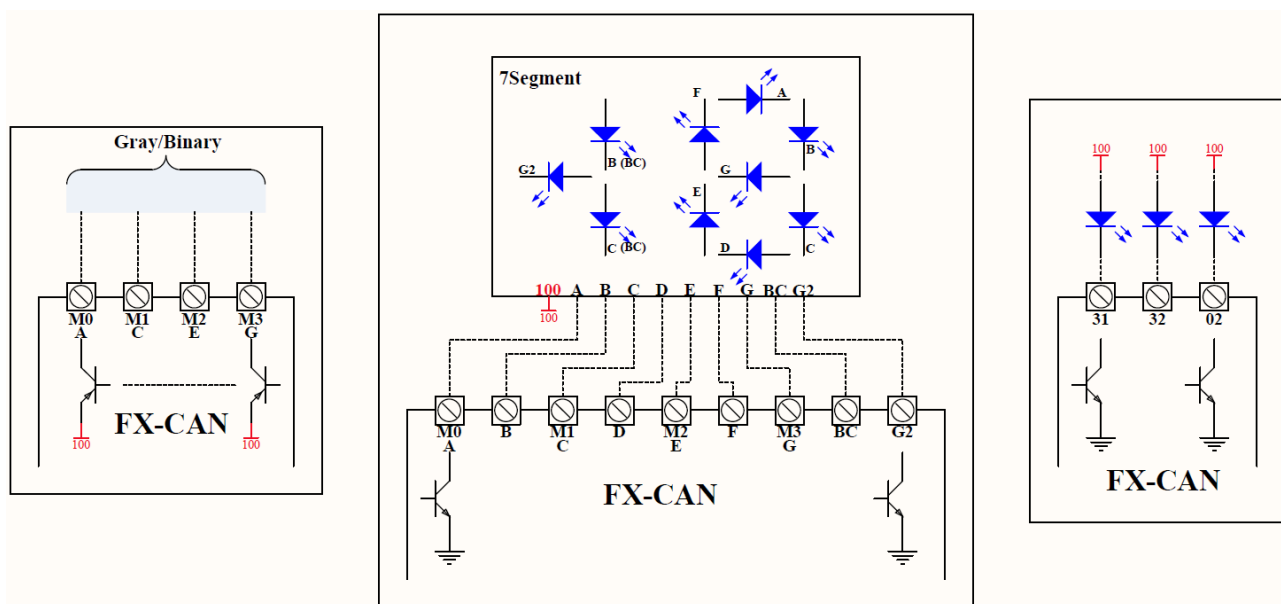 Gray/Binary
M0 M1 M2 M3
A C E G
FX-CAN
100 100
7Segment
F A
B (BC) B
G2 G
E
C (BC) D C
100 A B C D E F G BC G2
100
M0 B M1 D M2 F M3 BC G2
A C E G
FX-CAN
100 100 100
31 32 02
FX-CAN